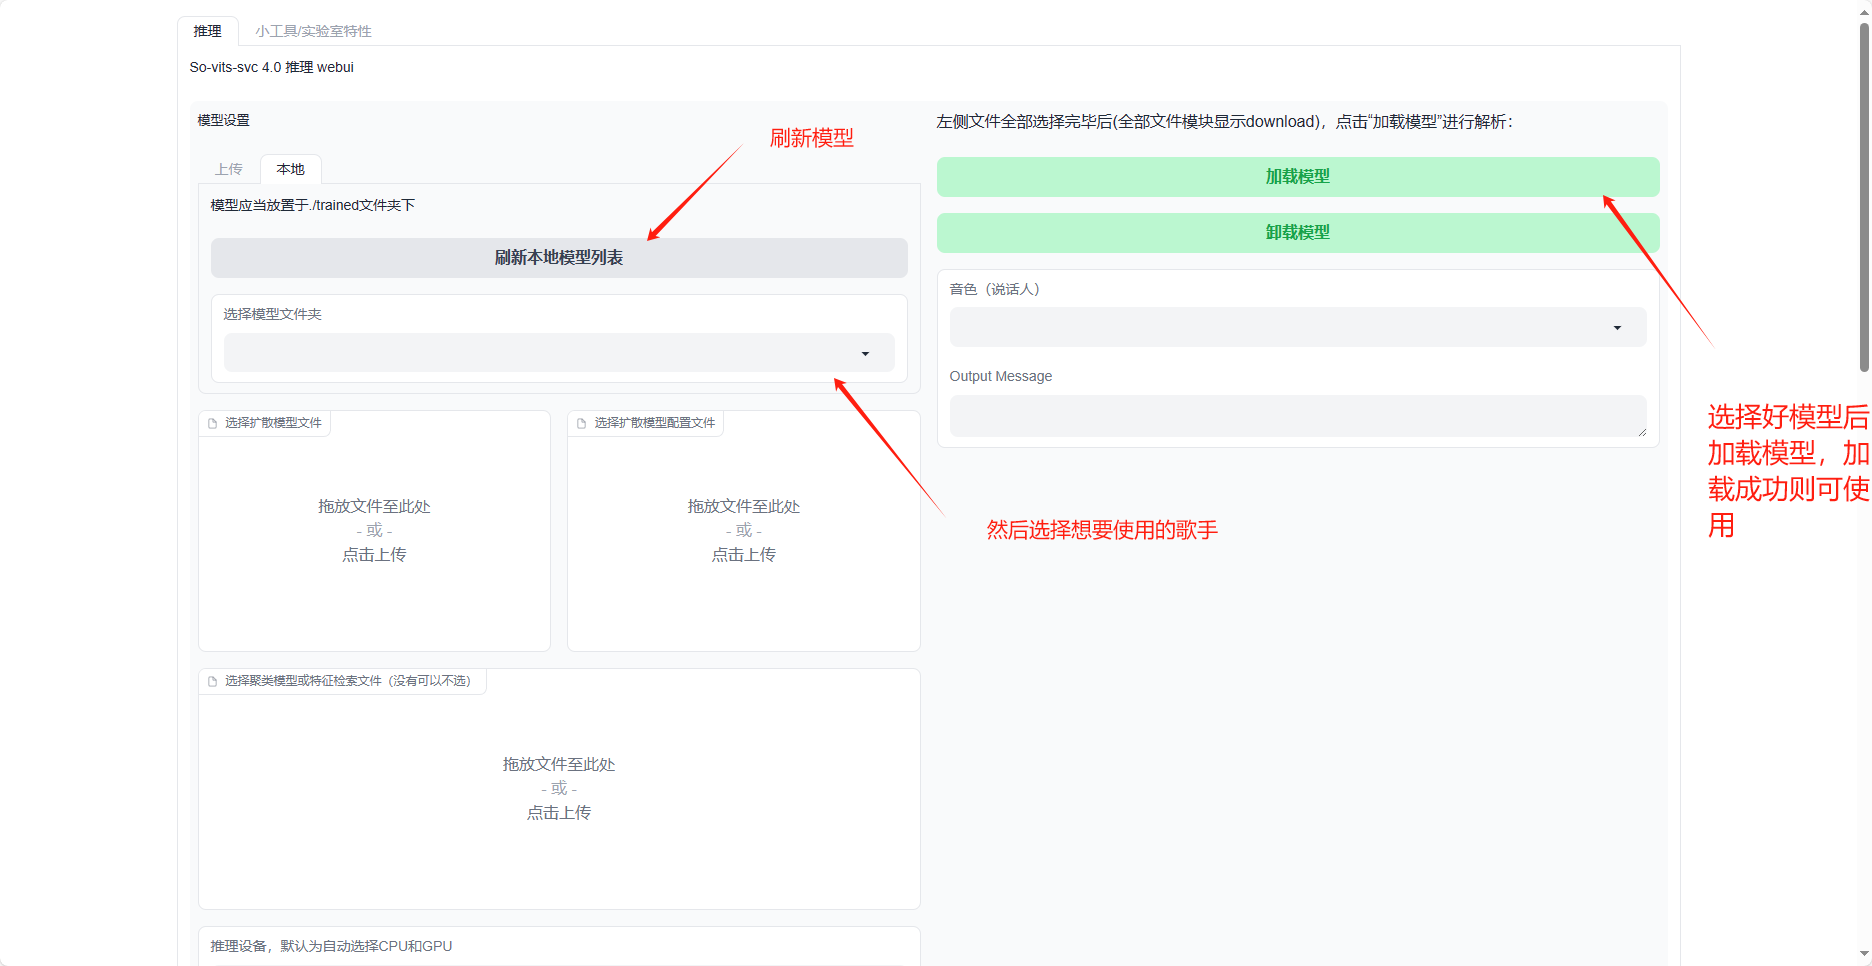 推理
小工具/实验室特性
So-vits-svc 4.0 推理 webui
模型设置
上传
本地
模型应当放置于./trained文件夹下
刷新模型
刷新本地模型列表
选择模型文件夹
选择扩散模型文件
拖放文件至此处
- 或 -
点击上传
选择扩散模型配置文件
拖放文件至此处
- 或 -
点击上传
选择聚类模型或特征检索文件（没有可以不选）
拖放文件至此处
- 或 -
点击上传
推理设备，默认为自动选择CPU和GPU
左侧文件全部选择完毕后(全部文件模块显示download)，点击“加载模型”进行解析：
加载模型
卸载模型
音色（说话人）
Output Message
然后选择想要使用的歌手
选择好模型后
加载模型，加
载成功则可使
用